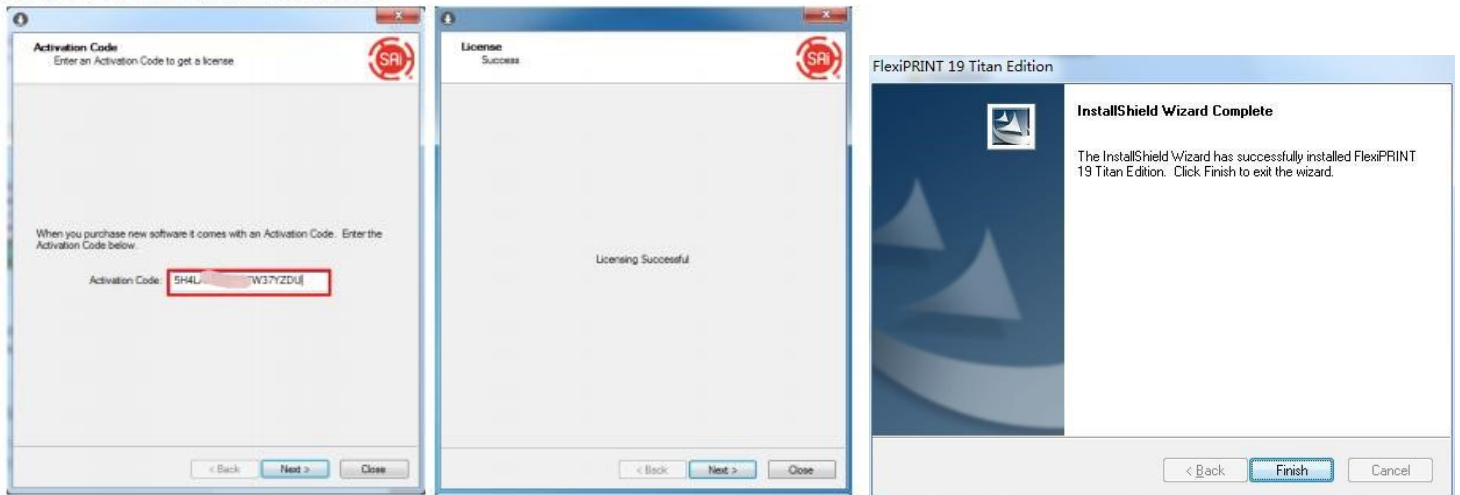 Activation Code
Enter an Activation Code to get a license
SAi
When you purchase new software it comes with an Activation Code. Enter the
Activation Code below.
Activation Code: 5H4L W37YZDU
< Back Next > Close
License
Success
SAi
Licensing Successful
< Back Next > Close
FlexiPRINT 19 Titan Edition
InstallShield Wizard Complete
The InstallShield Wizard has successfully installed FlexiPRINT
19 Titan Edition. Click Finish to exit the wizard.
< Back Finish Cancel